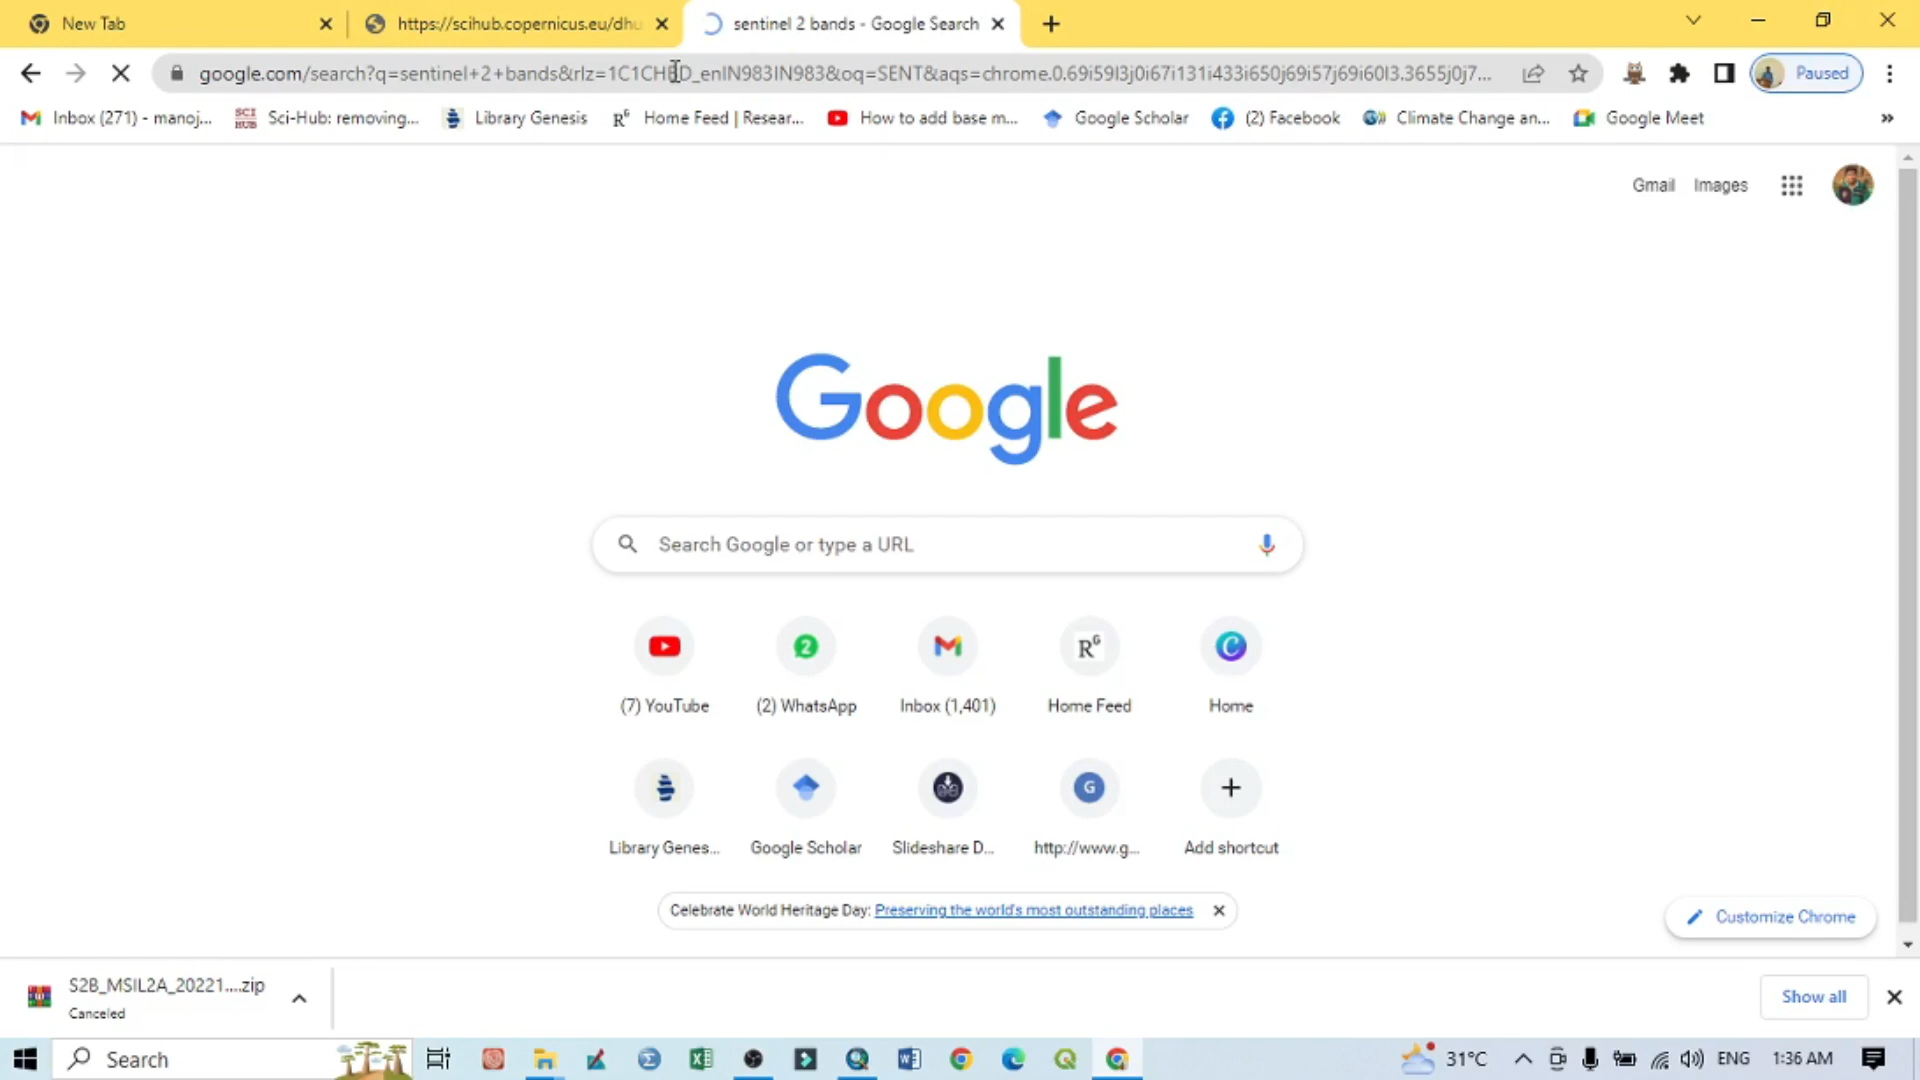 New Tab
https://scihub.copernicus.eu/dhu
sentinel 2 bands - Google Search
google.com/search?q=sentinel+2+bands&rlz=1C1CHBD_enIN983IN983&oq=SENT&aqs=chrome.0.69i59l3j0i67i131i433i650j69i57j69i60l3.3655j0j7...
Paused
Inbox (271) - manoj,...
SCI HUB
Sci-Hub: removing...
Library Genesis
RG
Home Feed | Resear...
How to add base m...
Google Scholar
(2) Facebook
Climate Change an...
Google Meet
»
Gmail
Images
Google
Search Google or type a URL
(7) YouTube
(2) WhatsApp
Inbox (1,401)
Home Feed
Home
Library Genes...
Google Scholar
Slideshare D...
http://www.g...
Add shortcut
Celebrate World Heritage Day: Preserving the world's most outstanding places
Customize Chrome
S2B_MSIL2A_20221....zip
Canceled
Show all
Search
31°C
ENG
1:36 AM